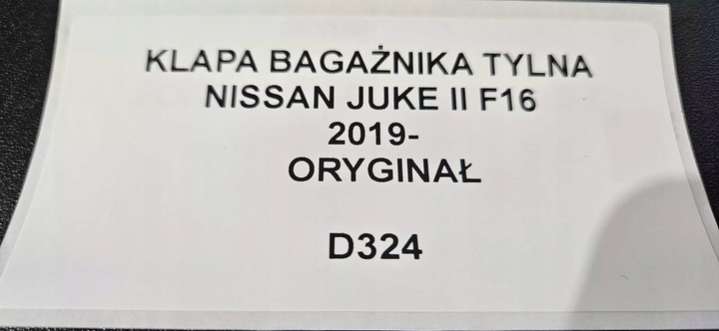 KLAPA BAGAŻNIKA TYLNA
NISSAN JUKE II F16
2019-
ORYGINAŁ
D324